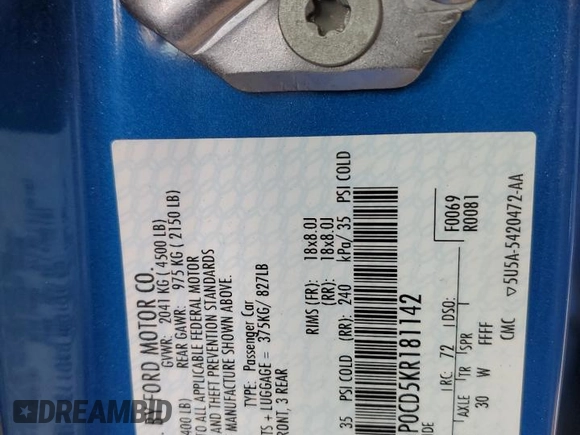 BY FORD MOTOR CO.
GVWR: 2041 KG ( 4500 LB)
REAR GAWR: 975 KG ( 2150 LB)
TO ALL APPLICABLE FEDERAL MOTOR
AND THEFT PREVENTION STANDARDS
MANUFACTURE SHOWN ABOVE.
TYPE: Passenger Car
+ LUGGAGE = 375KG/ 827LB
FRONT, 3 REAR
RIMS (FR): 18x8.0J
(RR): 18x8.0J
35 PSI COLD (RR): 240 kPa/ 35 PSI COLD
P0CD5KR181142
RC: 72 DSO:
F0069
R0081
AXLE TR SPR
30 W FFFF
CMC ▽5U5A-5420472-AA
DREAMBID